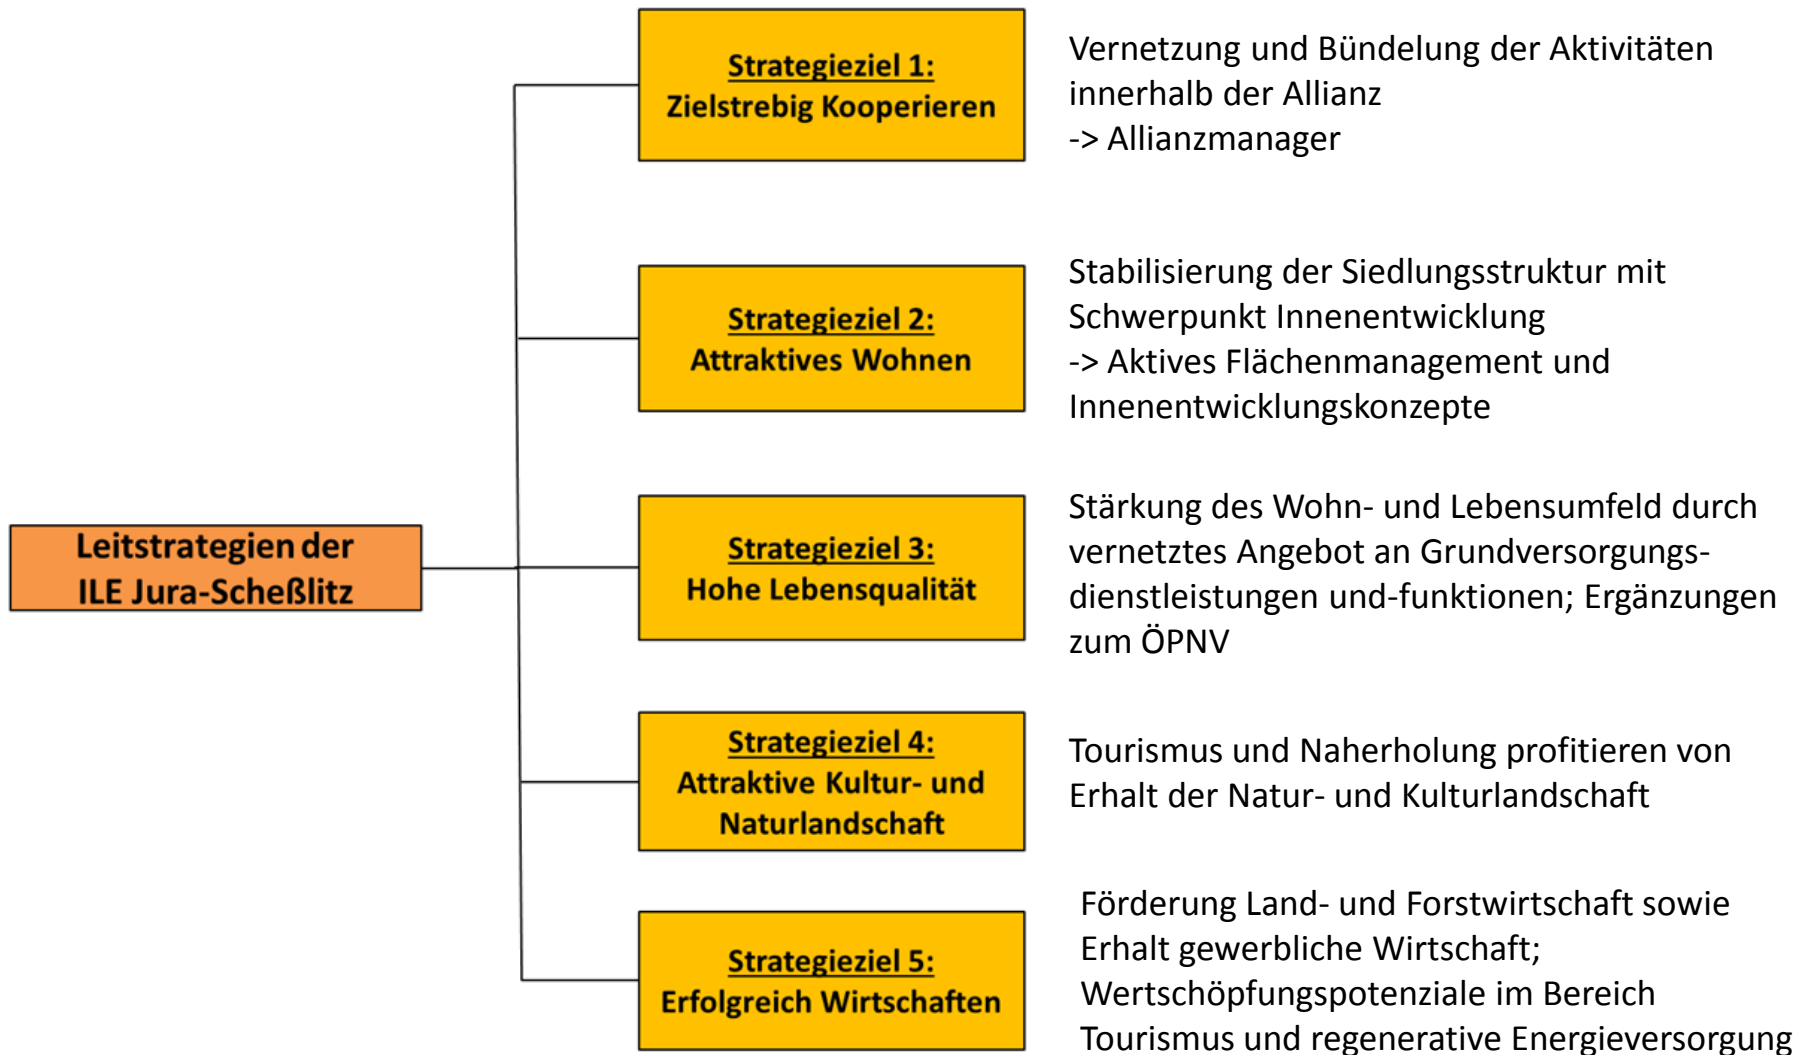 Strategieziel 1:
Zielstrebig Kooperieren
Vernetzung und Bündelung der Aktivitäten
innerhalb der Allianz
-> Allianzmanager
Strategieziel 2:
Attraktives Wohnen
Stabilisierung der Siedlungsstruktur mit
Schwerpunkt Innenentwicklung
-> Aktives Flächenmanagement und
Innenentwicklungskonzepte
Leitstrategien der
ILE Jura-Scheßlitz
Strategieziel 3:
Hohe Lebensqualität
Stärkung des Wohn- und Lebensumfeld durch
vernetztes Angebot an Grundversorgungs-
dienstleistungen und-funktionen; Ergänzungen
zum ÖPNV
Strategieziel 4:
Attraktive Kultur- und
Naturlandschaft
Tourismus und Naherholung profitieren von
Erhalt der Natur- und Kulturlandschaft
Strategieziel 5:
Erfolgreich Wirtschaften
Förderung Land- und Forstwirtschaft sowie
Erhalt gewerbliche Wirtschaft;
Wertschöpfungspotenziale im Bereich
Tourismus und regenerative Energieversorgung